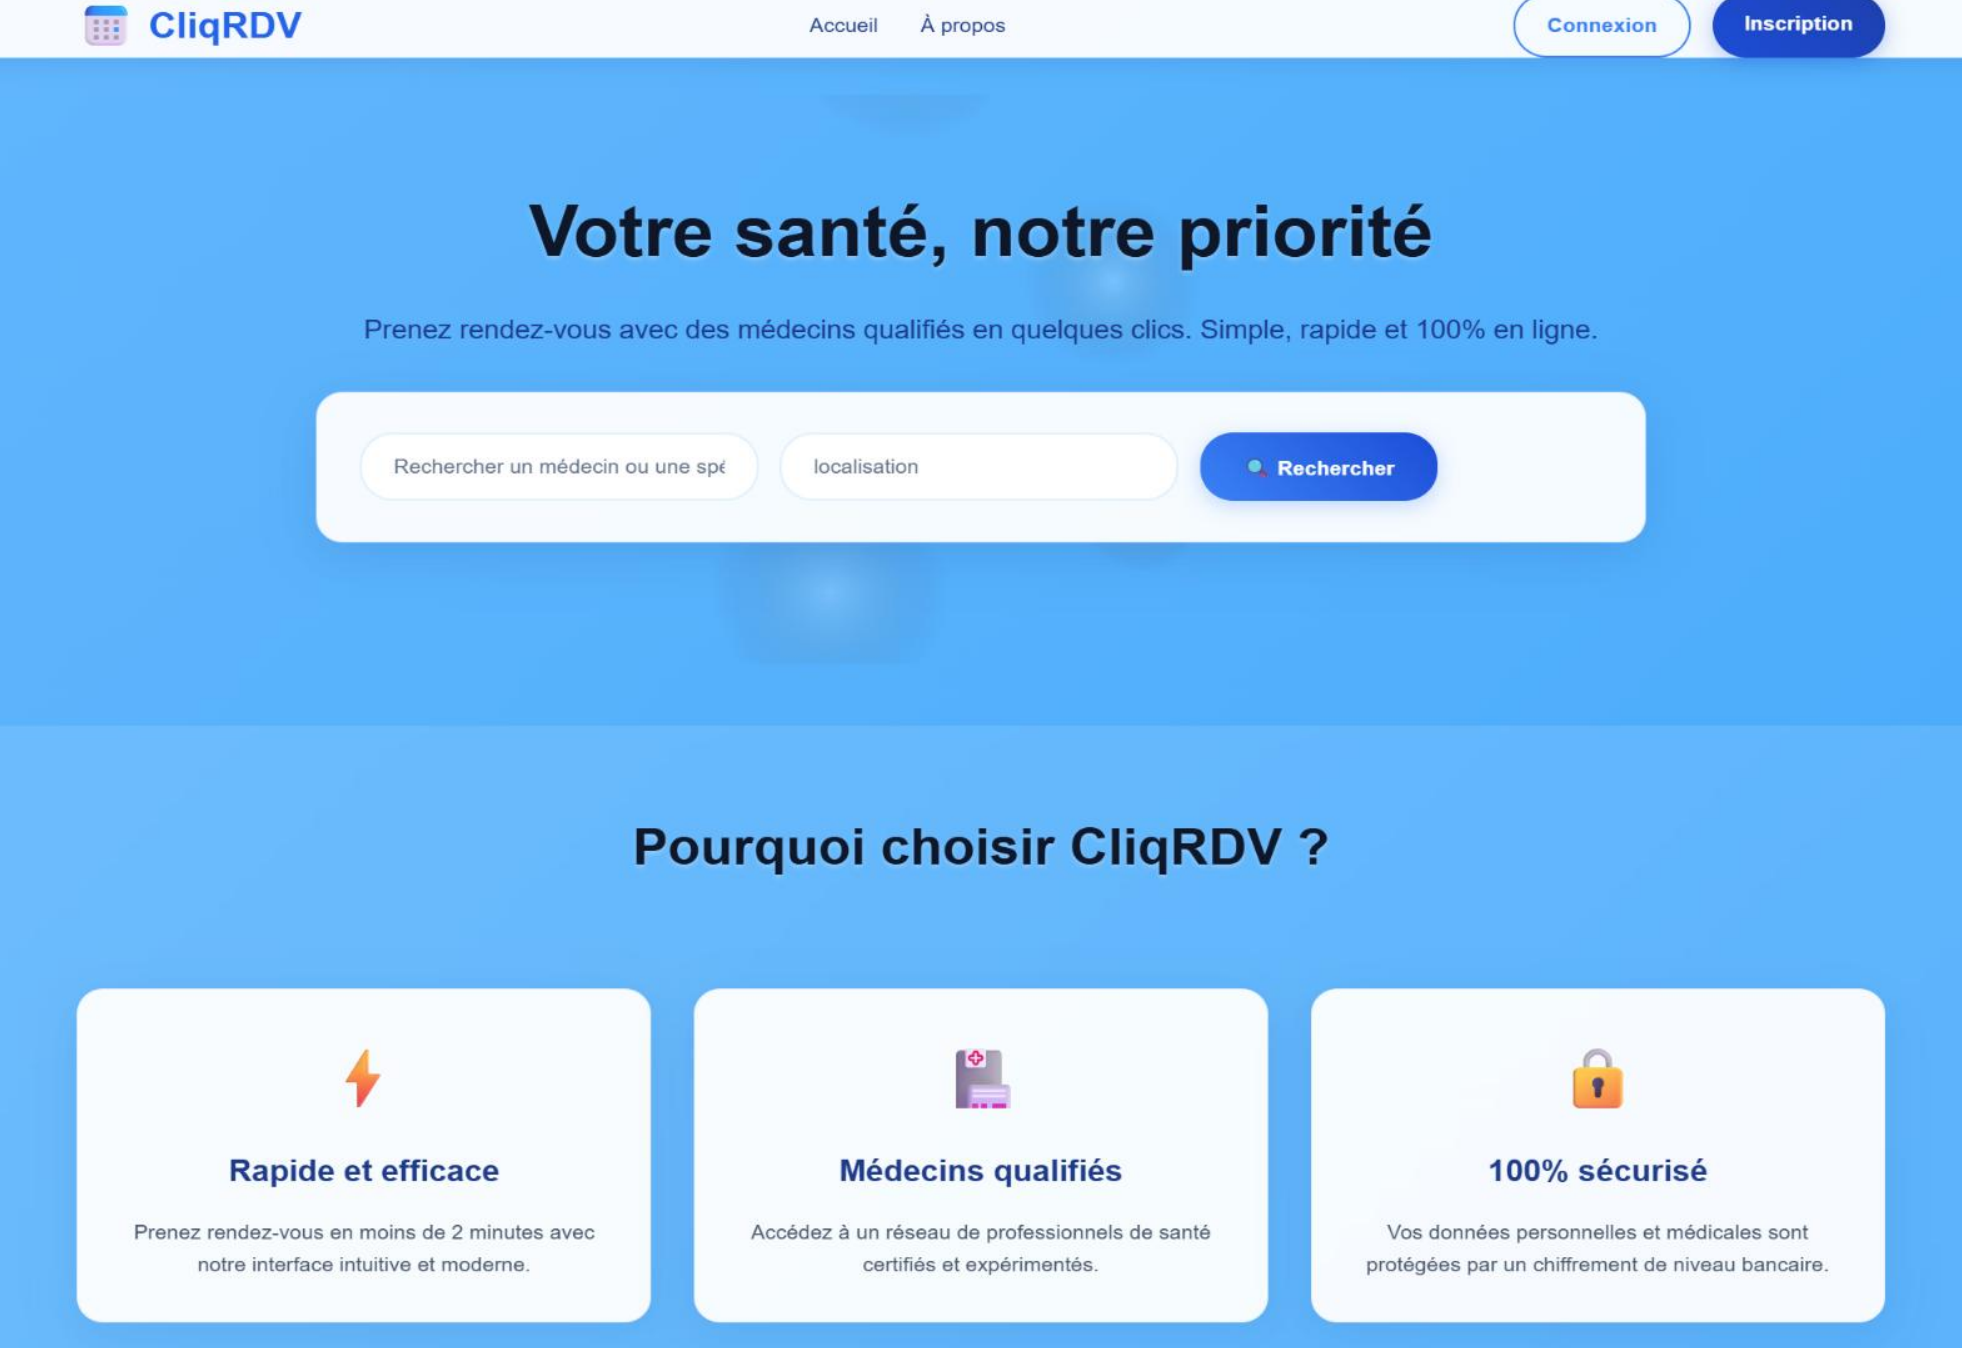 CliqRDV
Accueil
À propos
Connexion
Inscription
Votre santé, notre priorité
Prenez rendez-vous avec des médecins qualifiés en quelques clics. Simple, rapide et 100% en ligne.
Rechercher un médecin ou une spé
localisation
Rechercher
Pourquoi choisir CliqRDV ?
Rapide et efficace
Prenez rendez-vous en moins de 2 minutes avec
notre interface intuitive et moderne.
Médecins qualifiés
Accédez à un réseau de professionnels de santé
certifiés et expérimentés.
100% sécurisé
Vos données personnelles et médicales sont
protégées par un chiffrement de niveau bancaire.